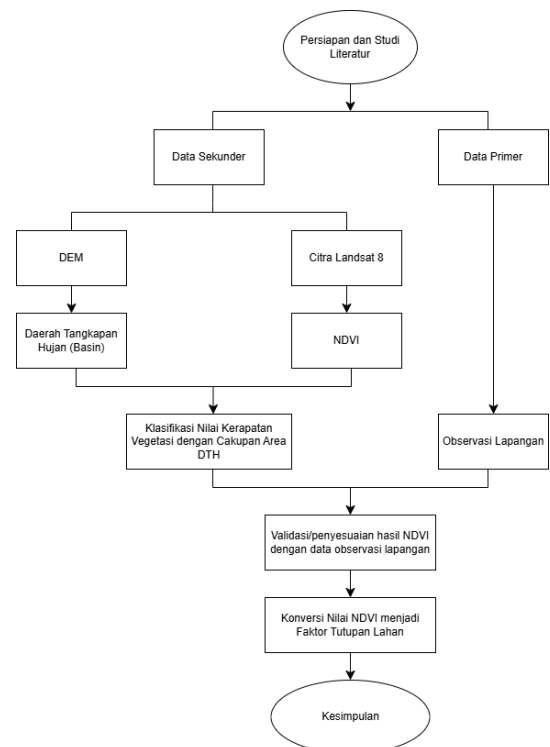 Persiapan dan Studi
Literatur
Data Sekunder
Data Primer
DEM
Citra Landsat 8
Daerah Tangkapan
Hujan (Basin)
NDVI
Klasifikasi Nilai Kerapatan
Vegetasi dengan Cakupan Area
DTH
Observasi Lapangan
Validasi/penyesuaian hasil NDVI
dengan data observasi lapangan
Konversi Nilai NDVI menjadi
Faktor Tutupan Lahan
Kesimpulan